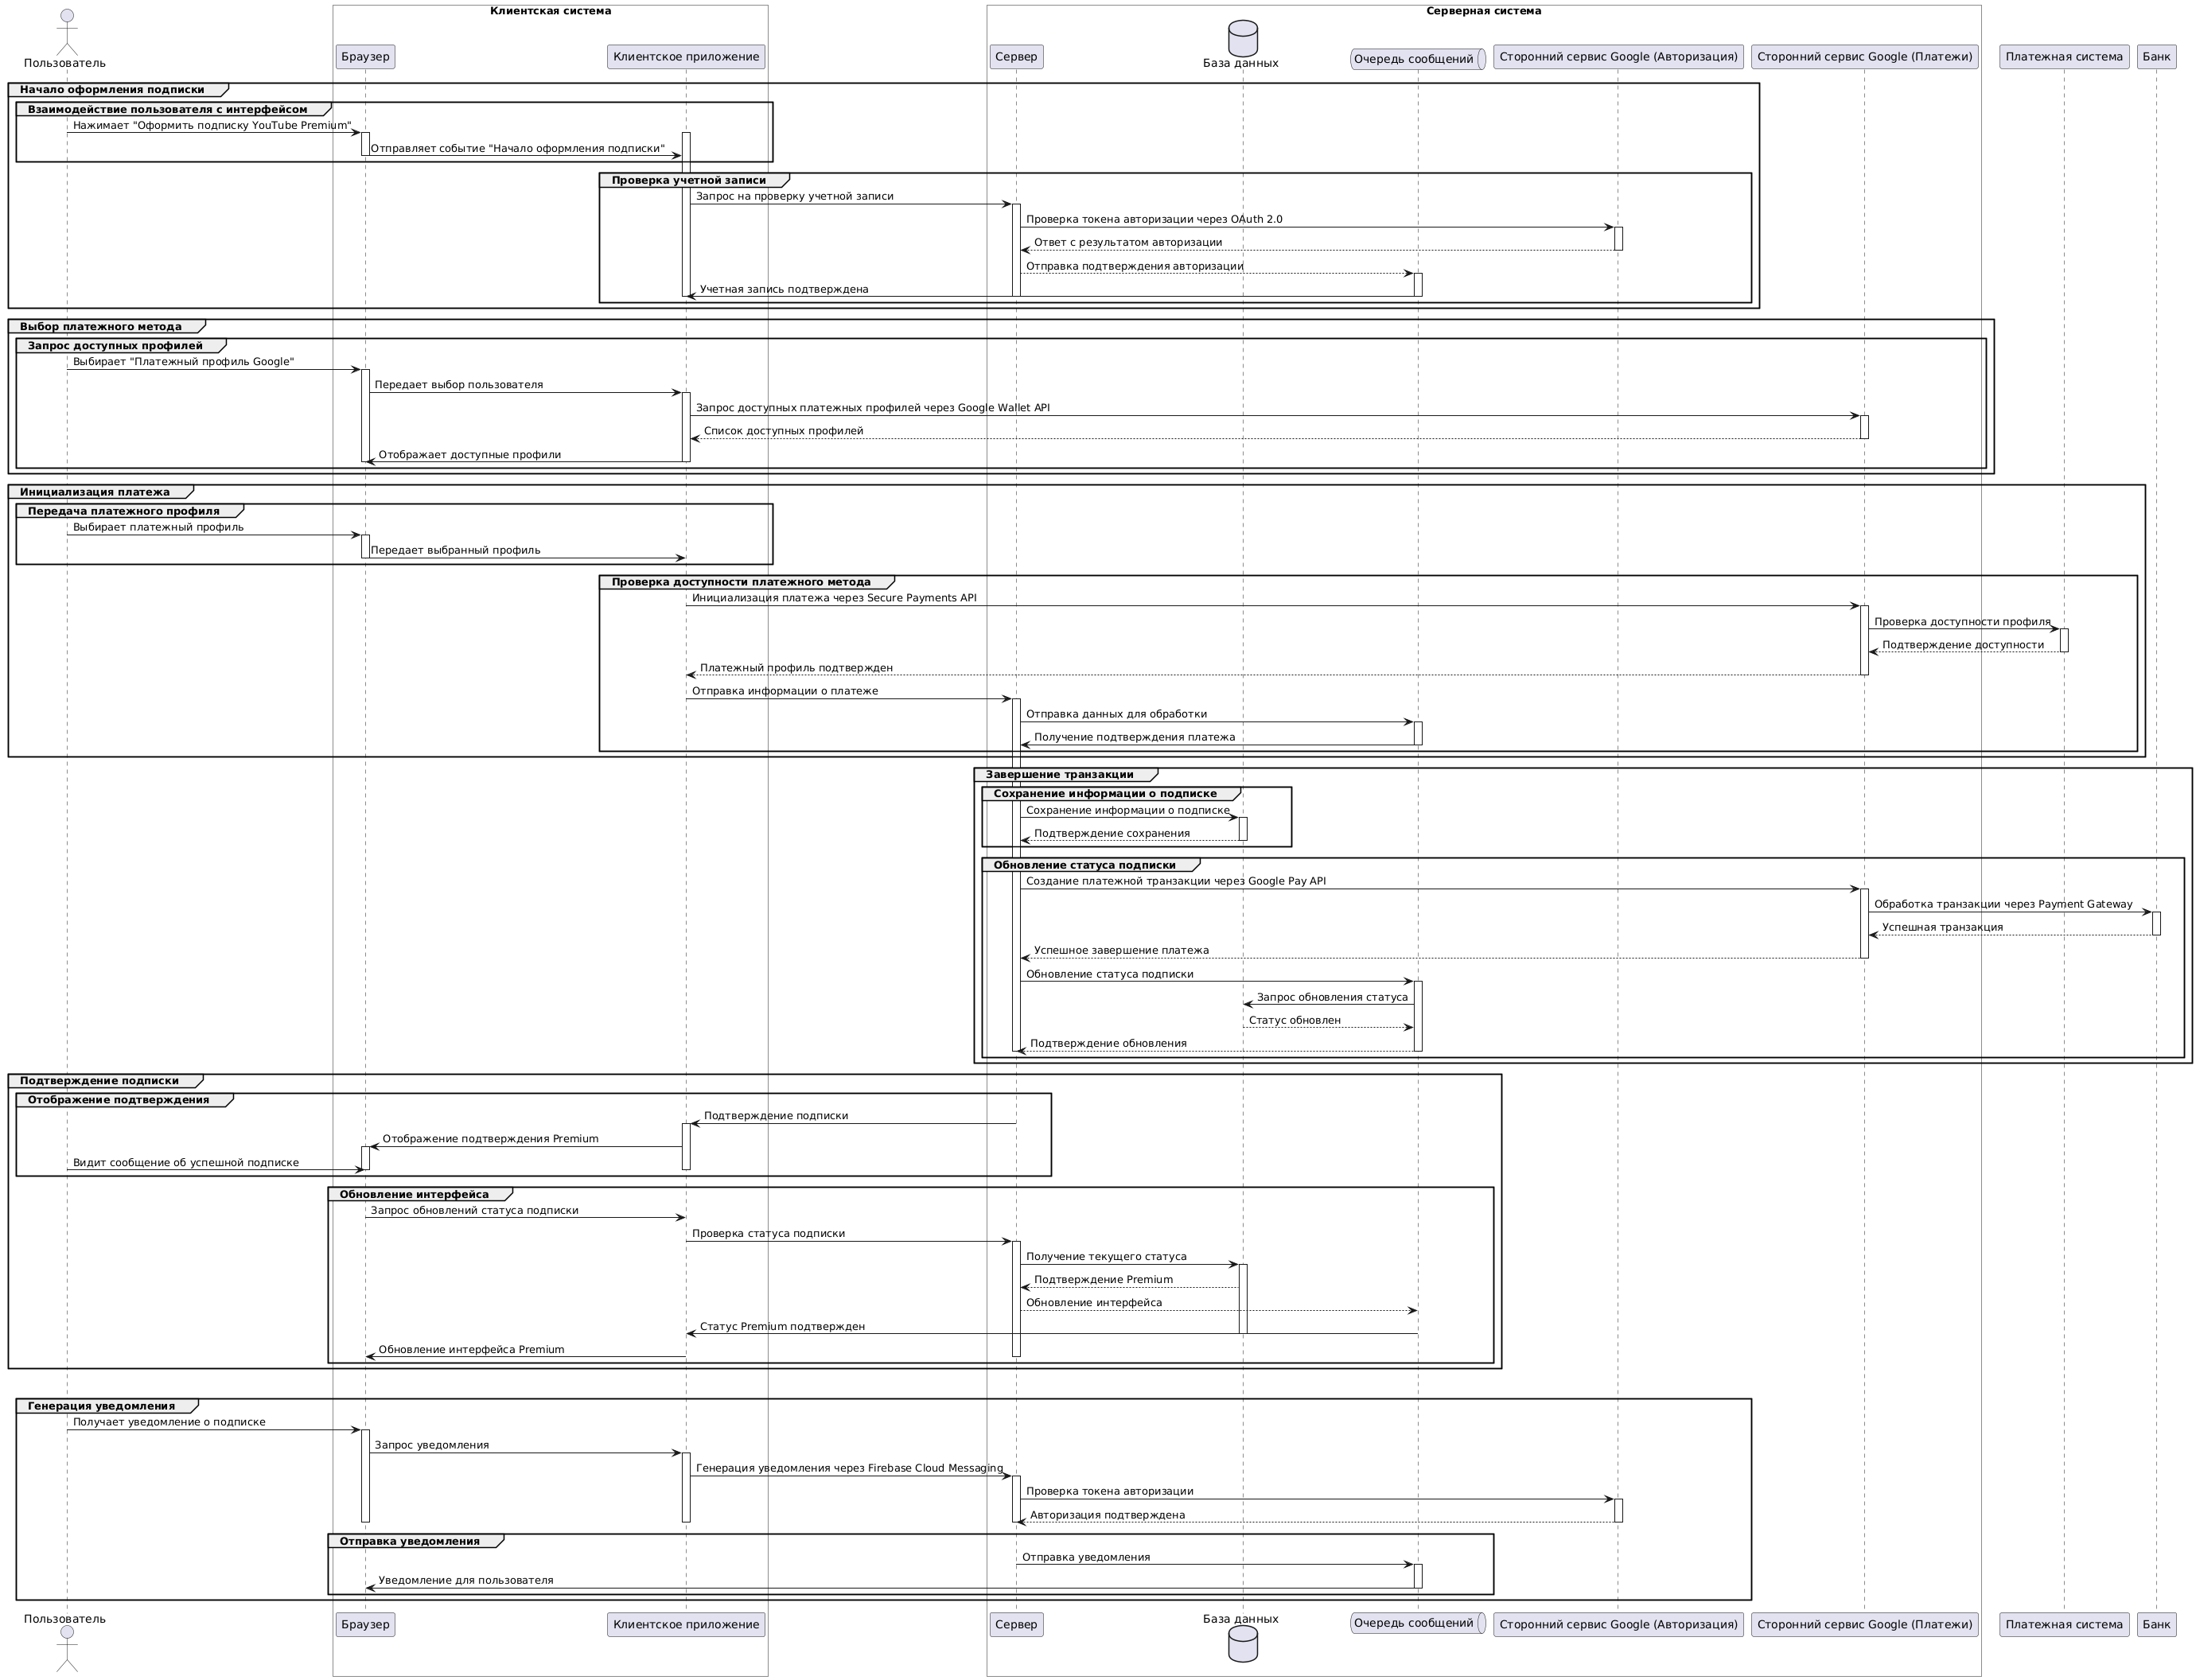 Клиентская система
Серверная система
Пользователь
Браузер
Клиентское приложение
Сервер
База данных
Очередь сообщений
Сторонний сервис Google (Авторизация)
Сторонний сервис Google (Платежи)
Платежная система
Банк
Начало оформления подписки
Взаимодействие пользователя с интерфейсом
Нажимает "Оформить подписку YouTube Premium"
Отправляет событие "Начало оформления подписки"
Проверка учетной записи
Запрос на проверку учетной записи
Проверка токена авторизации через OAuth 2.0
Ответ с результатом авторизации
Отправка подтверждения авторизации
Учетная запись подтверждена
Выбор платежного метода
Запрос доступных профилей
Выбирает "Платежный профиль Google"
Передает выбор пользователя
Запрос доступных платежных профилей через Google Wallet API
Список доступных профилей
Отображает доступные профили
Инициализация платежа
Передача платежного профиля
Выбирает платежный профиль
Передает выбранный профиль
Проверка доступности платежного метода
Инициализация платежа через Secure Payments API
Проверка доступности профиля
Подтверждение доступности
Платежный профиль подтвержден
Отправка информации о платеже
Отправка данных для обработки
Получение подтверждения платежа
Завершение транзакции
Сохранение информации о подписке
Сохранение информации о подписке
Подтверждение сохранения
Обновление статуса подписки
Создание платежной транзакции через Google Pay API
Обработка транзакции через Payment Gateway
Успешная транзакция
Успешное завершение платежа
Обновление статуса подписки
Запрос обновления статуса
Статус обновлен
Подтверждение обновления
Подтверждение подписки
Отображение подтверждения
Подтверждение подписки
Отображение подтверждения Premium
Видит сообщение об успешной подписке
Обновление интерфейса
Запрос обновлений статуса подписки
Проверка статуса подписки
Получение текущего статуса
Подтверждение Premium
Обновление интерфейса
Статус Premium подтвержден
Обновление интерфейса Premium
Генерация уведомления
Получает уведомление о подписке
Запрос уведомления
Генерация уведомления через Firebase Cloud Messaging
Проверка токена авторизации
Авторизация подтверждена
Отправка уведомления
Отправка уведомления
Уведомление для пользователя
Пользователь
Браузер
Клиентское приложение
Сервер
База данных
Очередь сообщений
Сторонний сервис Google (Авторизация)
Сторонний сервис Google (Платежи)
Платежная система
Банк